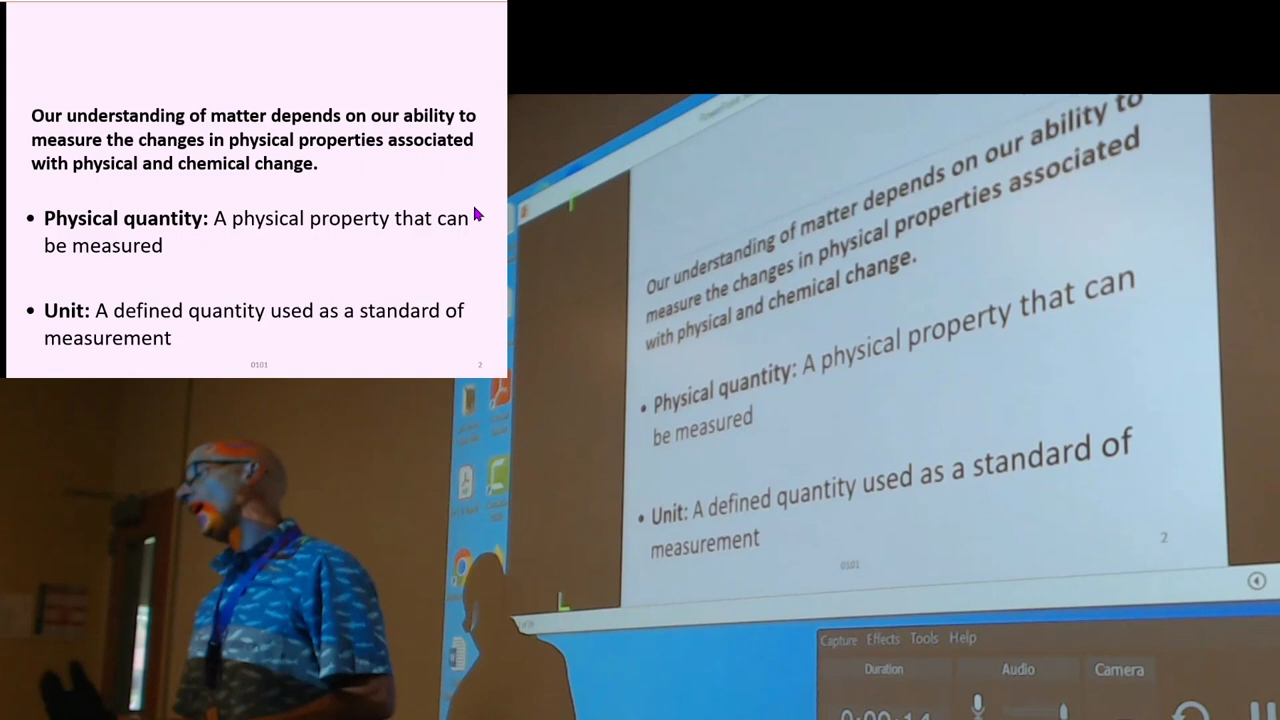 Our understanding of matter depends on our ability to
measure the changes in physical properties associated
with physical and chemical change.
• Physical quantity: A physical property that can
be measured
• Unit: A defined quantity used as a standard of
measurement
0101
2
Our understanding of matter depends on our ability to
measure the changes in physical properties associated
with physical and chemical change.
• Physical quantity: A physical property that can
be measured
• Unit: A defined quantity used as a standard of
measurement
0101
2
Capture Effects Tools Help
Duration Audio Camera
0:00:14